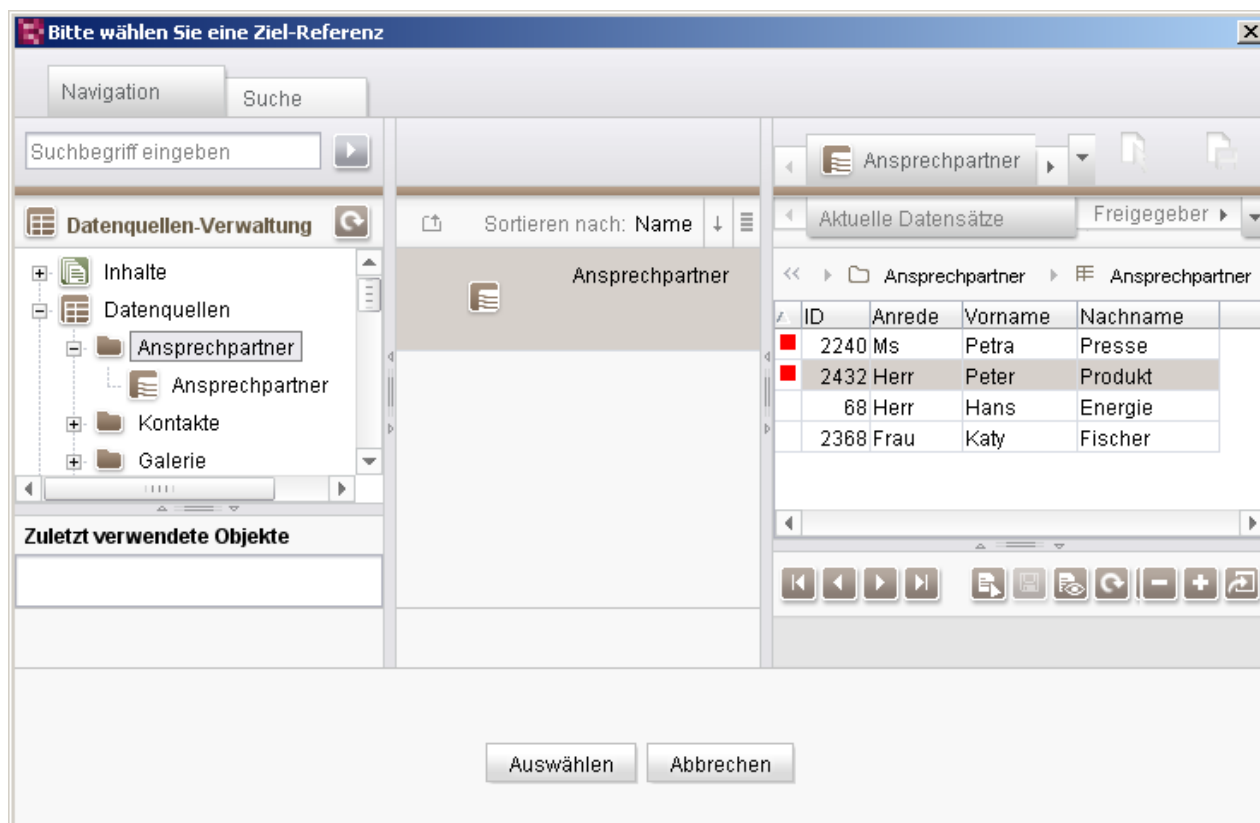 Bitte wählen Sie eine Ziel-Referenz
Navigation
Suche
Suchbegriff eingeben
Datenquellen-Verwaltung
Inhalte
Datenquellen
Ansprechpartner
Ansprechpartner
Kontakte
Galerie
Zuletzt verwendete Objekte
Sortieren nach: Name
Ansprechpartner
Ansprechpartner
Aktuelle Datensätze
Freigegeber
Ansprechpartner Ansprechpartner
ID Anrede Vorname Nachname
2240 Ms Petra Presse
2432 Herr Peter Produkt
68 Herr Hans Energie
2368 Frau Katy Fischer
Auswählen
Abbrechen